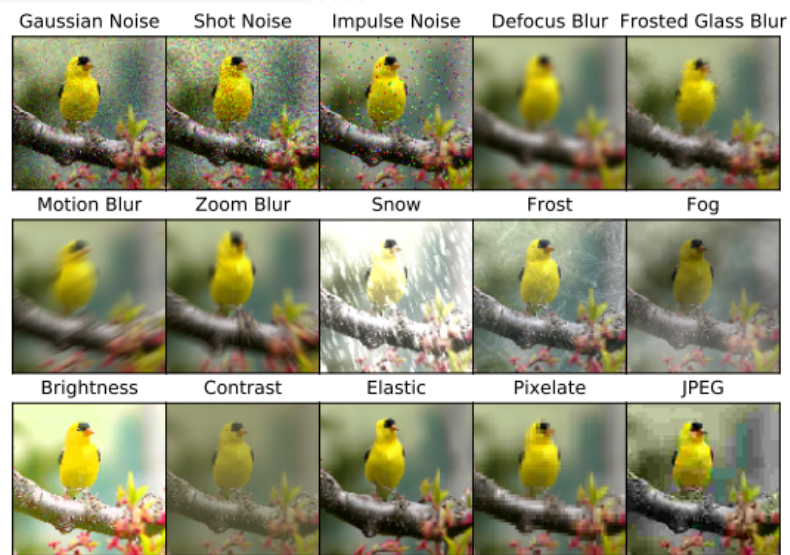 Gaussian Noise Shot Noise Impulse Noise Defocus Blur Frosted Glass Blur
Motion Blur Zoom Blur Snow Frost Fog
Brightness Contrast Elastic Pixelate JPEG